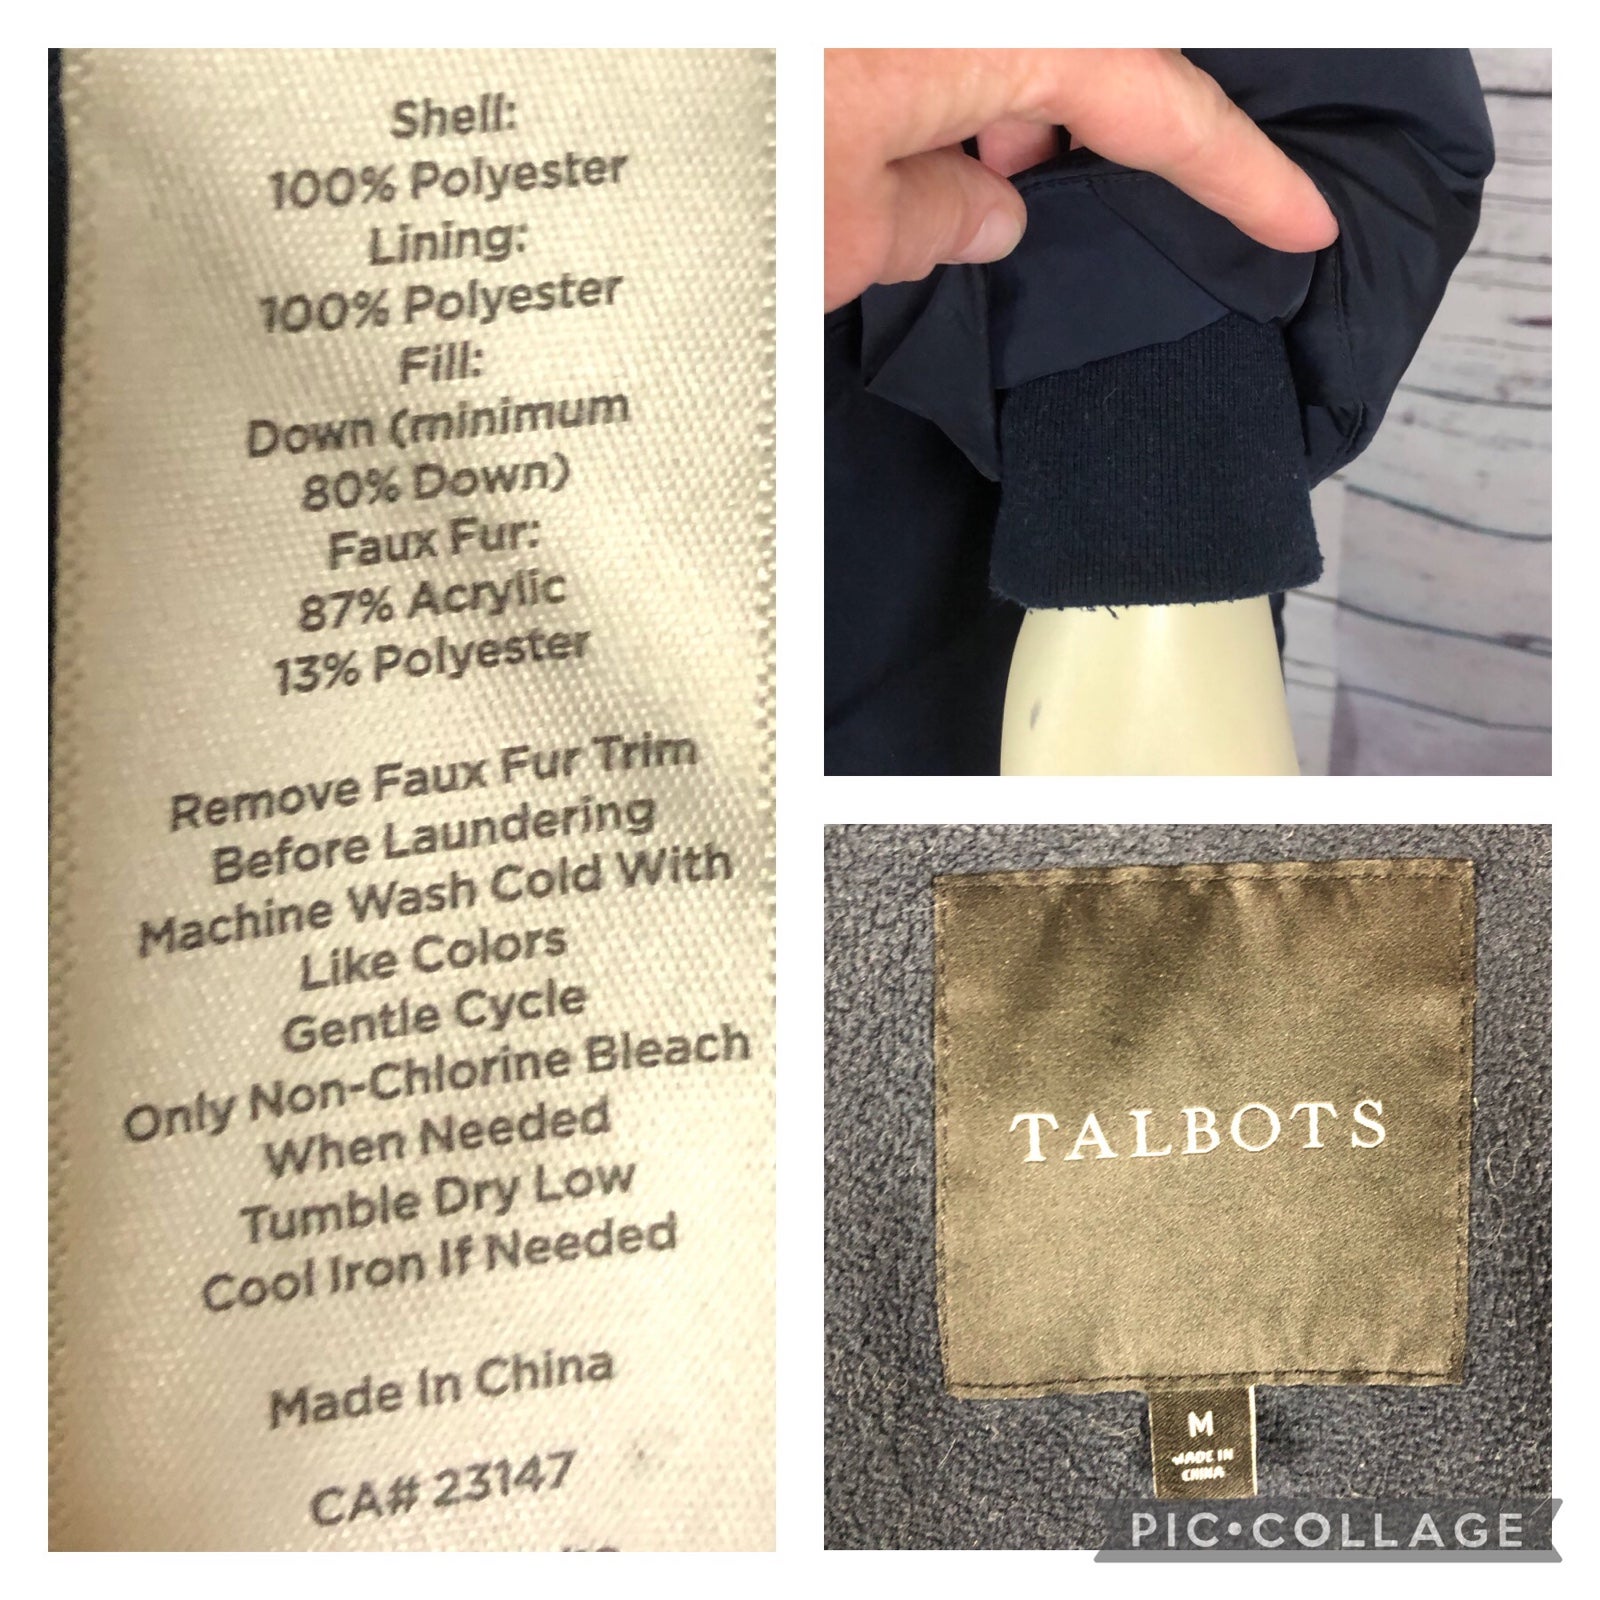 Shell:
100% Polyester
Lining:
100% Polyester
Fill:
Down (minimum
80% Down)
Faux Fur:
87% Acrylic
13% Polyester
Remove Faux Fur Trim
Before Laundering
Machine Wash Cold With
Like Colors
Gentle Cycle
Only Non-Chlorine Bleach
When Needed
Tumble Dry Low
Cool Iron If Needed
Made In China
CA# 23147
TALBOTS
M
MADE IN
CHINA
PIC•COLLAGE